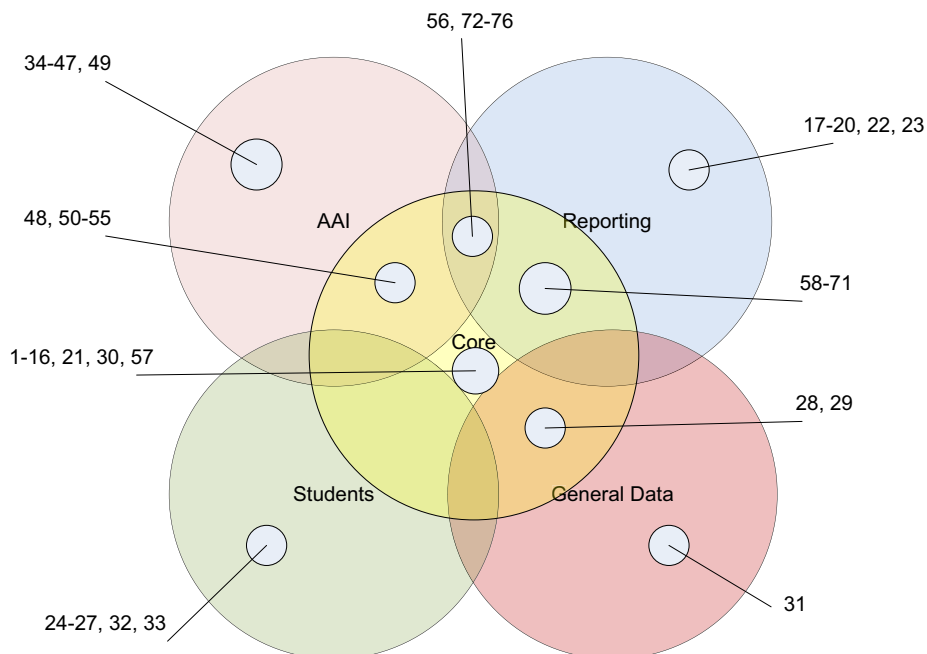 56, 72-76
34-47, 49
17-20, 22, 23
48, 50-55
AAI
Reporting
58-71
Core
1-16, 21, 30, 57
28, 29
Students
General Data
31
24-27, 32, 33